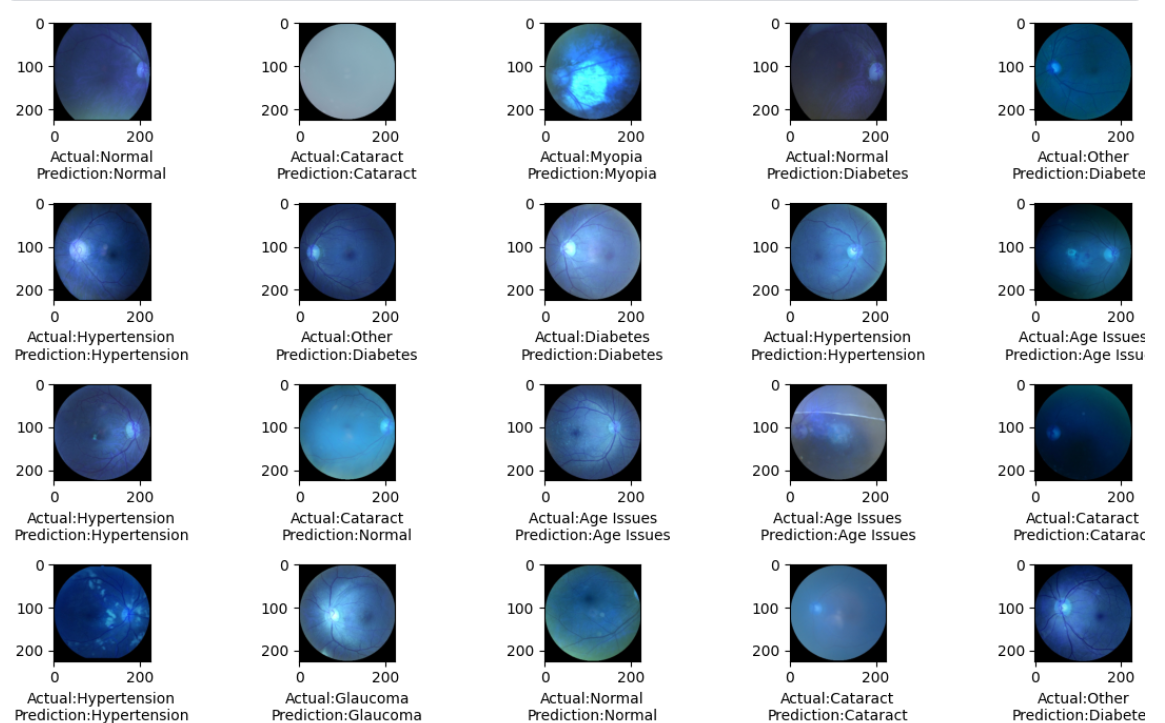 0
0
0
0
0
100
100
100
100
100
200
200
200
200
200
0 200
0 200
0 200
0 200
0 200
Actual:Normal
Prediction:Normal
Actual:Cataract
Prediction:Cataract
Actual:Myopia
Prediction:Myopia
Actual:Normal
Prediction:Diabetes
Actual:Other
Prediction:Diabete
0
0
0
0
0
100
100
100
100
100
200
200
200
200
200
0 200
0 200
0 200
0 200
0 200
Actual:Hypertension
Prediction:Hypertension
Actual:Other
Prediction:Diabetes
Actual:Diabetes
Prediction:Diabetes
Actual:Hypertension
Prediction:Hypertension
Actual:Age Issues
Prediction:Age Issu
0
0
0
0
0
100
100
100
100
100
200
200
200
200
200
0 200
0 200
0 200
0 200
0 200
Actual:Hypertension
Prediction:Hypertension
Actual:Cataract
Prediction:Normal
Actual:Age Issues
Prediction:Age Issues
Actual:Age Issues
Prediction:Age Issues
Actual:Cataract
Prediction:Catarac
0
0
0
0
0
100
100
100
100
100
200
200
200
200
200
0 200
0 200
0 200
0 200
0 200
Actual:Hypertension
Prediction:Hypertension
Actual:Glaucoma
Prediction:Glaucoma
Actual:Normal
Prediction:Normal
Actual:Cataract
Prediction:Cataract
Actual:Other
Prediction:Diabete